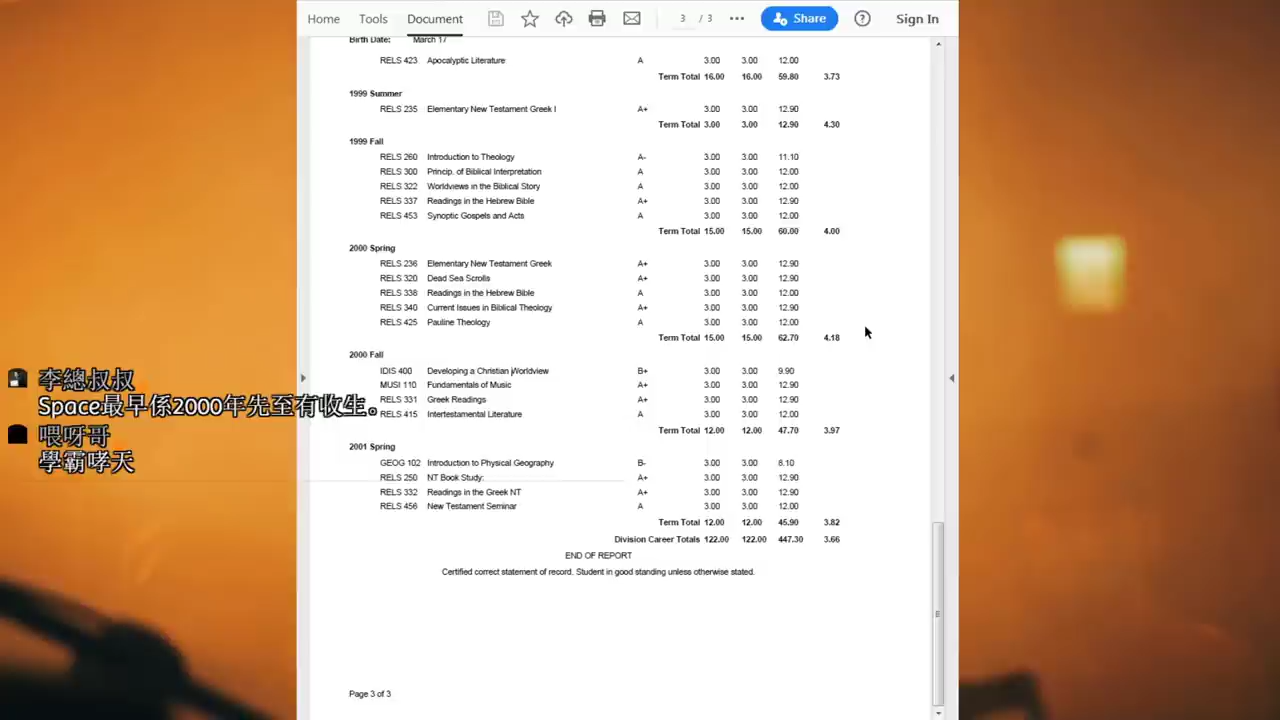 Home Tools Document 3 / 3 Share Sign In
Birth Date: March 17
RELS 423 Apocalyptic Literature A 3.00 3.00 12.00
Term Total 16.00 16.00 59.80 3.73
1999 Summer
RELS 235 Elementary New Testament Greek I A+ 3.00 3.00 12.90
Term Total 3.00 3.00 12.90 4.30
1999 Fall
RELS 260 Introduction to Theology A- 3.00 3.00 11.10
RELS 300 Princip. of Biblical Interpretation A 3.00 3.00 12.00
RELS 322 Worldviews in the Biblical Story A 3.00 3.00 12.00
RELS 337 Readings in the Hebrew Bible A+ 3.00 3.00 12.90
RELS 453 Synoptic Gospels and Acts A 3.00 3.00 12.00
Term Total 15.00 15.00 60.00 4.00
2000 Spring
RELS 236 Elementary New Testament Greek A+ 3.00 3.00 12.90
RELS 320 Dead Sea Scrolls A+ 3.00 3.00 12.90
RELS 338 Readings in the Hebrew Bible A 3.00 3.00 12.00
RELS 340 Current Issues in Biblical Theology A+ 3.00 3.00 12.90
RELS 425 Pauline Theology A 3.00 3.00 12.00
Term Total 15.00 15.00 62.70 4.18
2000 Fall
IDIS 400 Developing a Christian Worldview B+ 3.00 3.00 9.90
MUSI 110 Fundamentals of Music A+ 3.00 3.00 12.90
RELS 331 Greek Readings A+ 3.00 3.00 12.90
RELS 415 Intertestamental Literature A 3.00 3.00 12.00
Term Total 12.00 12.00 47.70 3.97
2001 Spring
GEOG 102 Introduction to Physical Geography B- 3.00 3.00 8.10
RELS 250 NT Book Study: A+ 3.00 3.00 12.90
RELS 332 Readings in the Greek NT A+ 3.00 3.00 12.90
RELS 456 New Testament Seminar A 3.00 3.00 12.00
Term Total 12.00 12.00 45.90 3.82
Division Career Totals 122.00 122.00 447.30 3.66
END OF REPORT
Certified correct statement of record. Student in good standing unless otherwise stated.
Page 3 of 3
李總叔叔
Space最早係2000年先至有收生。
喂呀哥
學霸哮天